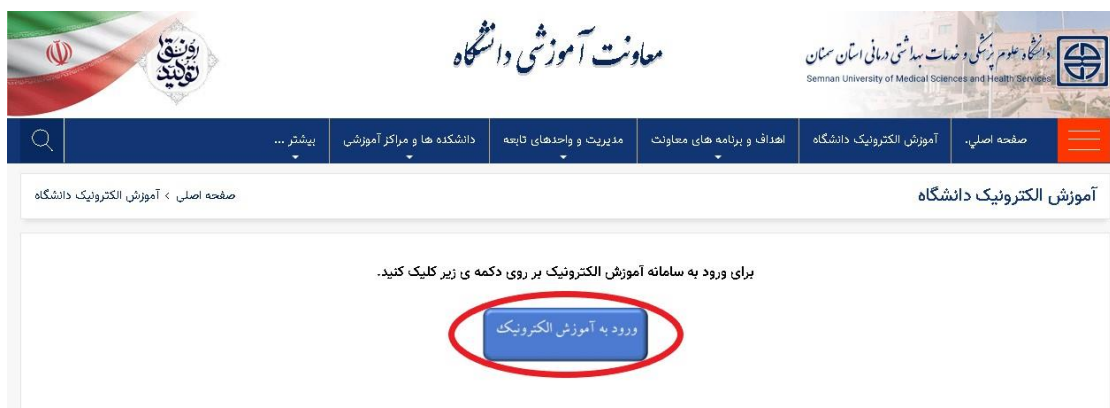 رونق
تولید
معاونت آموزشی دانشگاه
دانشگاه علوم پزشکی و خدمات بهداشتی درمانی استان سمنان
Semnan University of Medical Sciences and Health Services
صفحه اصلي.
آموزش الکترونیک دانشگاه
اهداف و برنامه های معاونت
مدیریت و واحدهای تابعه
دانشکده ها و مراکز آموزشی
بیشتر ...
آموزش الکترونیک دانشگاه
صفحه اصلی > آموزش الکترونیک دانشگاه
برای ورود به سامانه آموزش الکترونیک بر روی دکمه ی زیر کلیک کنید.
ورود به آموزش الکترونیک